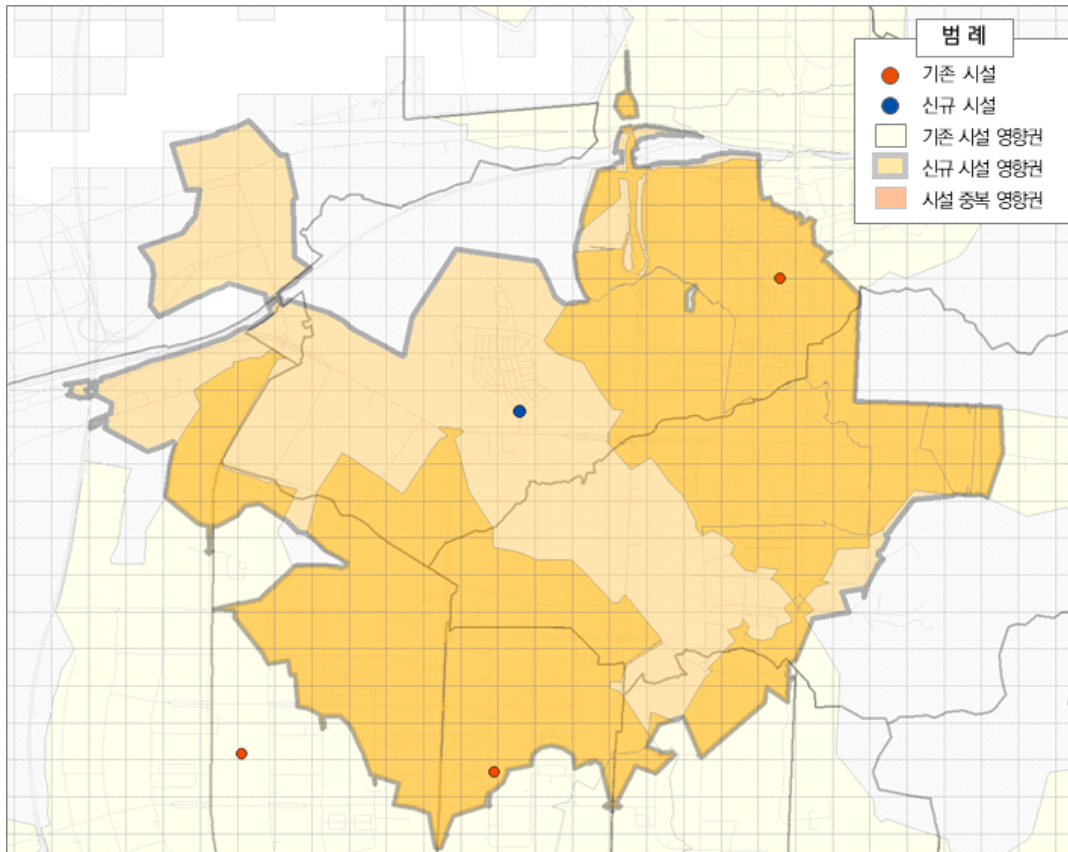 범 례
기존 시설
신규 시설
기존 시설 영향권
신규 시설 영향권
시설 중복 영향권